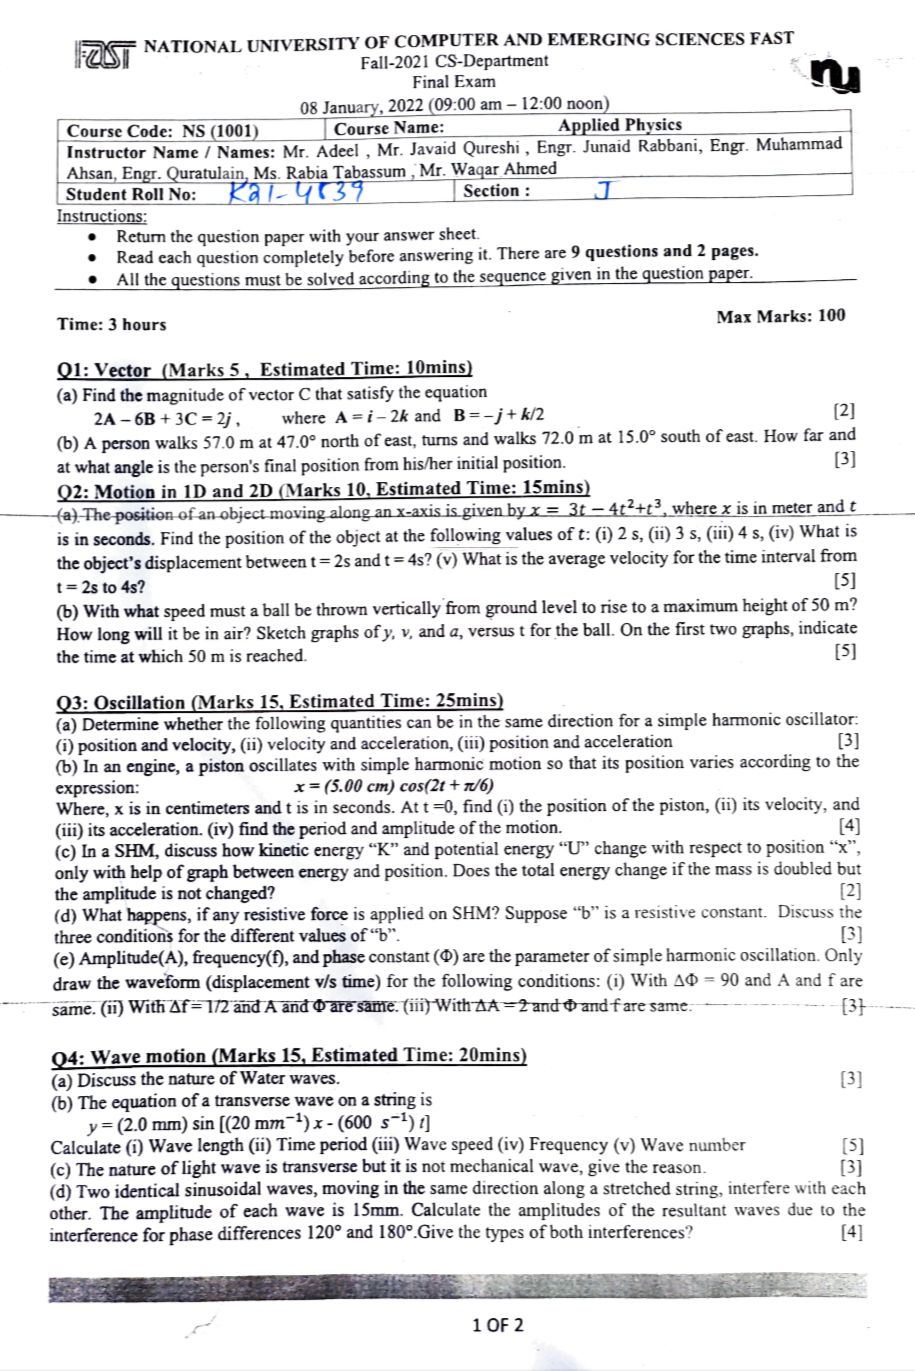 FAST NATIONAL UNIVERSITY OF COMPUTER AND EMERGING SCIENCES FAST
Fall-2021 CS-Department
Final Exam
nu
08 January, 2022 (09:00 am – 12:00 noon)
Course Code: NS (1001) Course Name: Applied Physics
Instructor Name / Names: Mr. Adeel , Mr. Javaid Qureshi , Engr. Junaid Rabbani, Engr. Muhammad
Ahsan, Engr. Quratulain, Ms. Rabia Tabassum , Mr. Waqar Ahmed
Student Roll No: K21-4839 Section : J
Instructions:
• Return the question paper with your answer sheet.
• Read each question completely before answering it. There are 9 questions and 2 pages.
• All the questions must be solved according to the sequence given in the question paper.
Time: 3 hours Max Marks: 100
Q1: Vector (Marks 5 , Estimated Time: 10mins)
(a) Find the magnitude of vector C that satisfy the equation
2A – 6B + 3C = 2j , where A = i – 2k and B = – j + k/2 [2]
(b) A person walks 57.0 m at 47.0° north of east, turns and walks 72.0 m at 15.0° south of east. How far and
at what angle is the person's final position from his/her initial position. [3]
Q2: Motion in 1D and 2D (Marks 10, Estimated Time: 15mins)
(a) The position of an object moving along an x-axis is given by x = 3t – 4t²+t³, where x is in meter and t
is in seconds. Find the position of the object at the following values of t: (i) 2 s, (ii) 3 s, (iii) 4 s, (iv) What is
the object's displacement between t = 2s and t = 4s? (v) What is the average velocity for the time interval from
t = 2s to 4s? [5]
(b) With what speed must a ball be thrown vertically from ground level to rise to a maximum height of 50 m?
How long will it be in air? Sketch graphs of y, v, and a, versus t for the ball. On the first two graphs, indicate
the time at which 50 m is reached. [5]
Q3: Oscillation (Marks 15, Estimated Time: 25mins)
(a) Determine whether the following quantities can be in the same direction for a simple harmonic oscillator:
(i) position and velocity, (ii) velocity and acceleration, (iii) position and acceleration [3]
(b) In an engine, a piston oscillates with simple harmonic motion so that its position varies according to the
expression: x = (5.00 cm) cos(2t + π/6)
Where, x is in centimeters and t is in seconds. At t =0, find (i) the position of the piston, (ii) its velocity, and
(iii) its acceleration. (iv) find the period and amplitude of the motion. [4]
(c) In a SHM, discuss how kinetic energy “K” and potential energy “U” change with respect to position “x”,
only with help of graph between energy and position. Does the total energy change if the mass is doubled but
the amplitude is not changed? [2]
(d) What happens, if any resistive force is applied on SHM? Suppose “b” is a resistive constant. Discuss the
three conditions for the different values of “b”. [3]
(e) Amplitude(A), frequency(f), and phase constant (Φ) are the parameter of simple harmonic oscillation. Only
draw the waveform (displacement v/s time) for the following conditions: (i) With ΔΦ = 90 and A and f are
same. (ii) With Δf = 1/2 and A and Φ are same. (iii) With ΔA = 2 and Φ and f are same. [3]
Q4: Wave motion (Marks 15, Estimated Time: 20mins)
(a) Discuss the nature of Water waves. [3]
(b) The equation of a transverse wave on a string is
y = (2.0 mm) sin [(20 mm⁻¹) x - (600 s⁻¹) t]
Calculate (i) Wave length (ii) Time period (iii) Wave speed (iv) Frequency (v) Wave number [5]
(c) The nature of light wave is transverse but it is not mechanical wave, give the reason. [3]
(d) Two identical sinusoidal waves, moving in the same direction along a stretched string, interfere with each
other. The amplitude of each wave is 15mm. Calculate the amplitudes of the resultant waves due to the
interference for phase differences 120° and 180°.Give the types of both interferences? [4]
1 OF 2